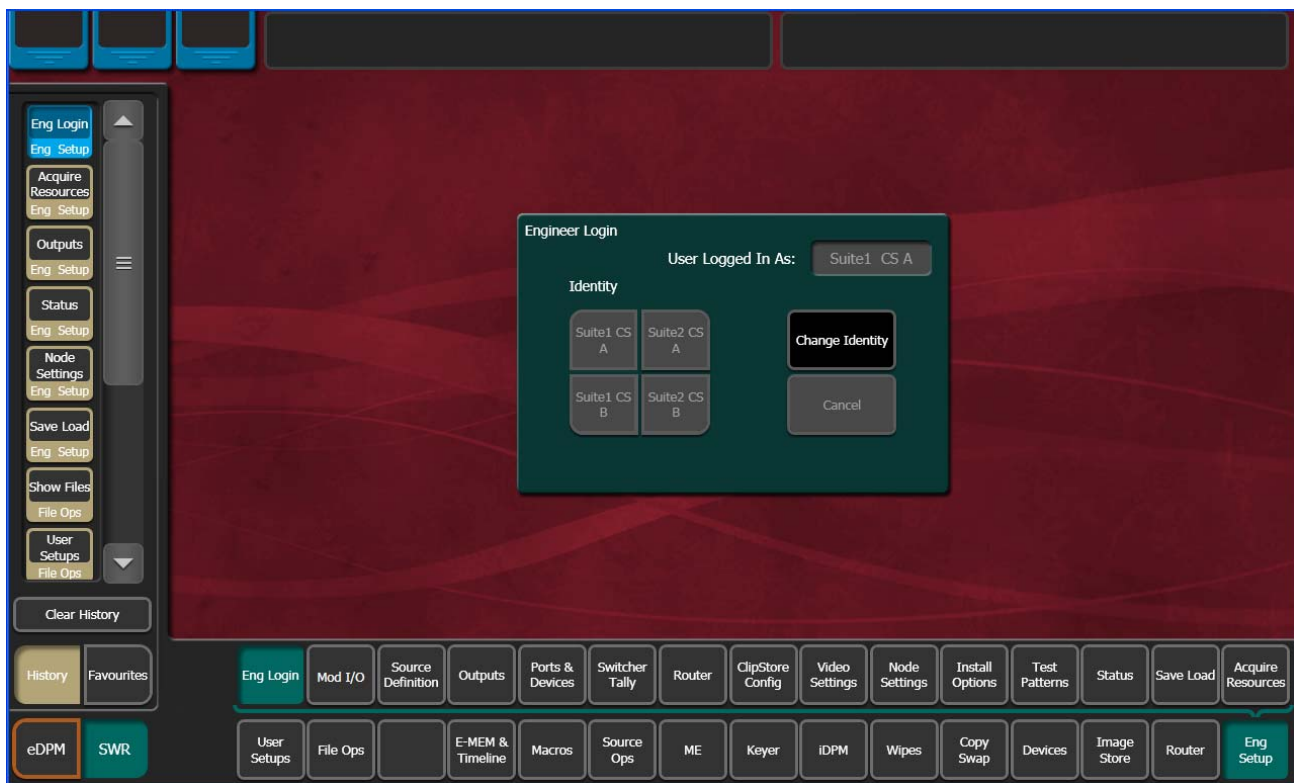 Eng Login
Eng Setup
Acquire
Resources
Eng Setup
Outputs
Eng Setup
Status
Eng Setup
Node
Settings
Eng Setup
Save Load
Eng Setup
Show Files
File Ops
User
Setups
File Ops
Clear History
History
Favourites
eDPM
SWR
Engineer Login
User Logged In As:
Suite1 CS A
Identity
Suite1 CS
A
Suite2 CS
A
Suite1 CS
B
Suite2 CS
B
Change Identity
Cancel
Eng Login
Mod I/O
Source
Definition
Outputs
Ports &
Devices
Switcher
Tally
Router
ClipStore
Config
Video
Settings
Node
Settings
Install
Options
Test
Patterns
Status
Save Load
Acquire
Resources
User
Setups
File Ops
E-MEM &
Timeline
Macros
Source
Ops
ME
Keyer
iDPM
Wipes
Copy
Swap
Devices
Image
Store
Router
Eng
Setup